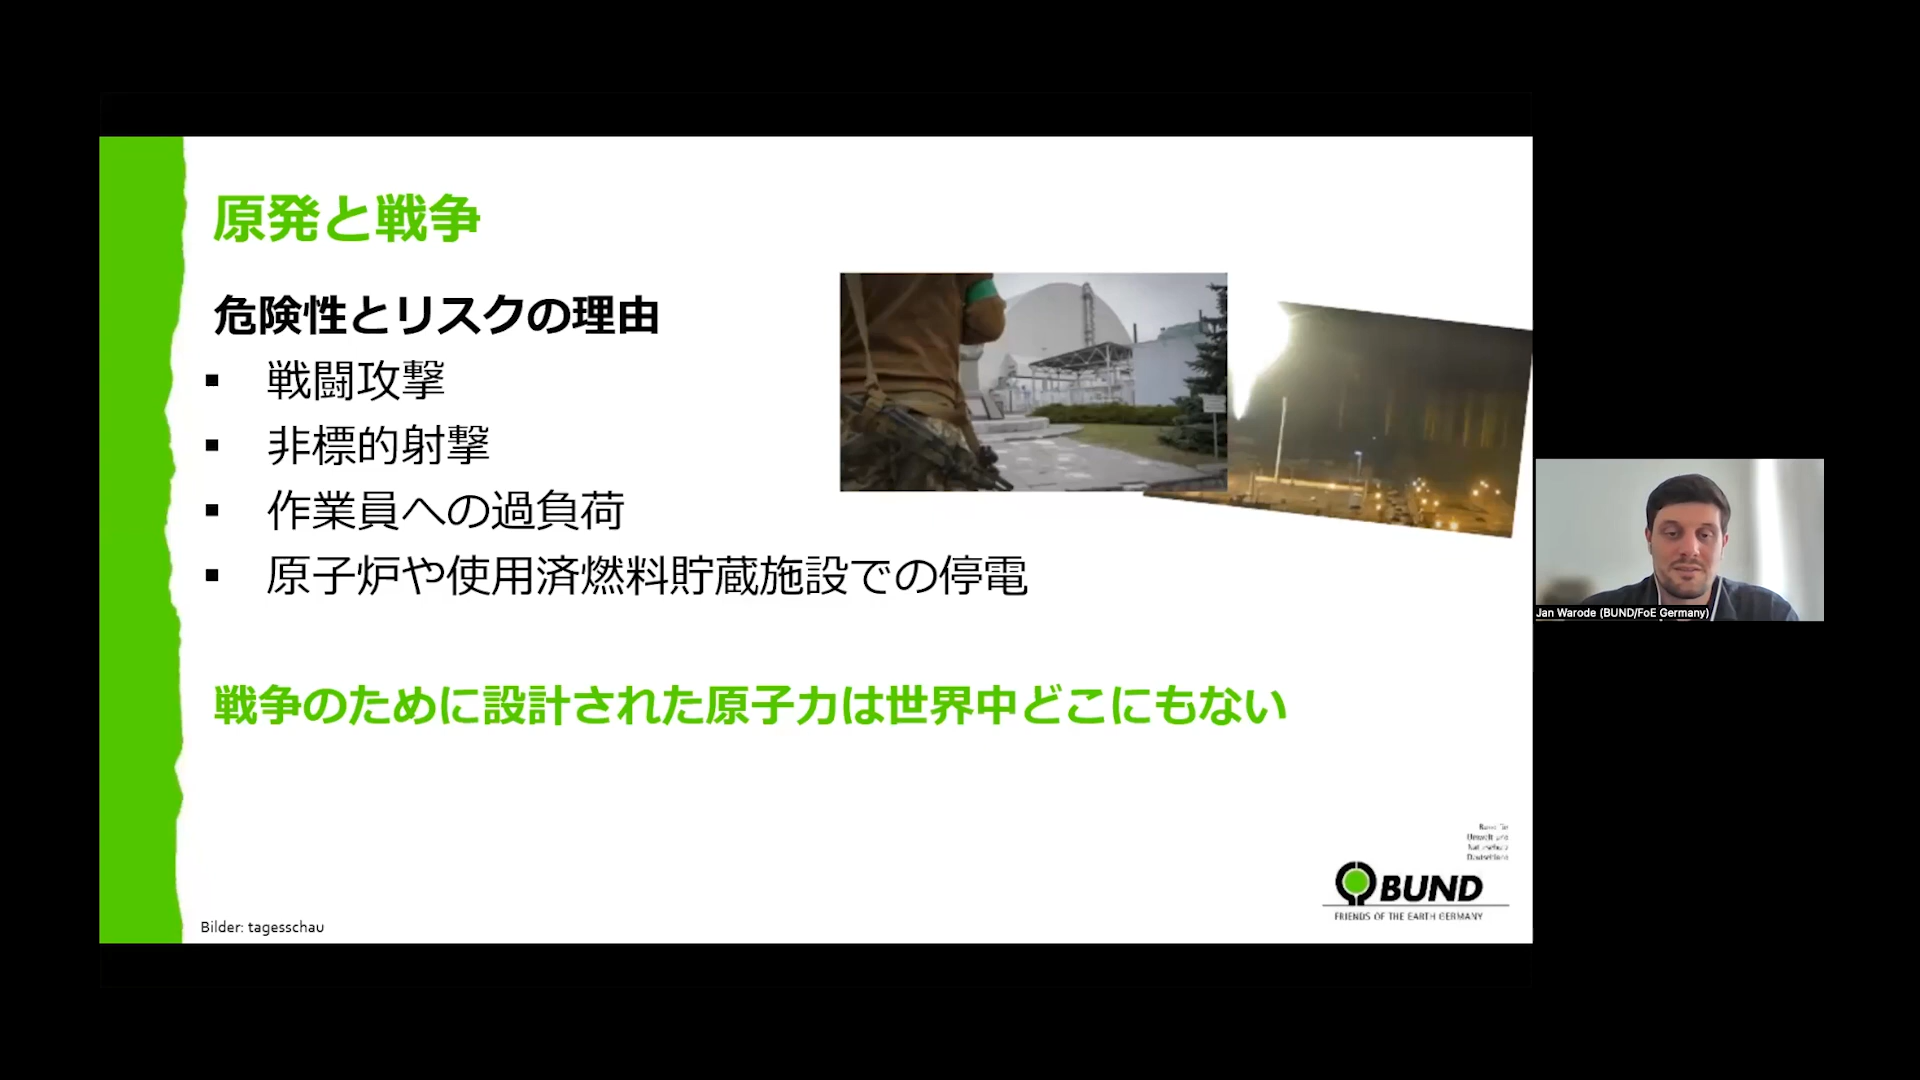 原発と戦争
危険性とリスクの理由
▪ 戦闘攻撃
▪ 非標的射撃
▪ 作業員への過負荷
▪ 原子炉や使用済燃料貯蔵施設での停電
戦争のために設計された原子力は世界中どこにもない
Jan Warode (BUND/FoE Germany)
BUND
FRIENDS OF THE EARTH GERMANY
Bilder: tagesschau